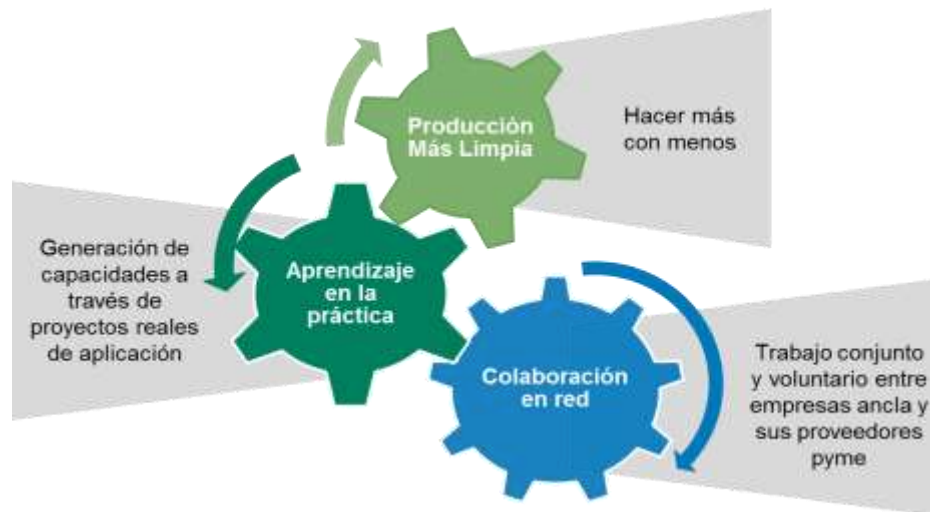 Producción
Más Limpia
Hacer más
con menos
Aprendizaje
en la
práctica
Generación de
capacidades a
través de
proyectos reales
de aplicación
Colaboración
en red
Trabajo conjunto
y voluntario entre
empresas ancla y
sus proveedores
pyme